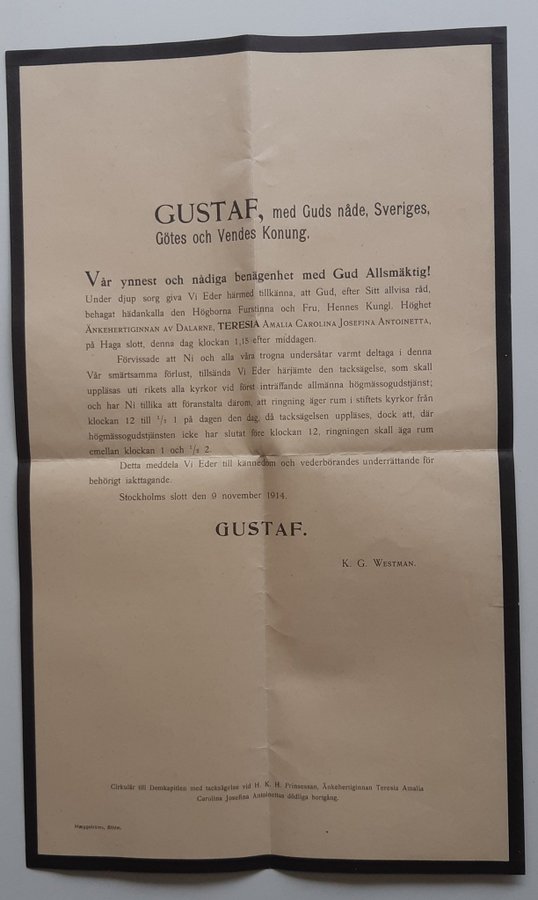 GUSTAF, med Guds nåde, Sveriges,
Götes och Vendes Konung.
Vår ynnest och nådiga benägenhet med Gud Allsmäktig!
Under djup sorg giva Vi Eder härmed tillkänna, att Gud, efter Sitt allvisa råd,
behagat hädankalla den Högborna Furstinna och Fru, Hennes Kungl. Höghet
ÄNKEHERTIGINNAN AV DALARNE, TERESIA AMALIA CAROLINA JOSEFINA ANTOINETTA,
på Haga slott, denna dag klockan 1,15 efter middagen.
Förvissade att Ni och alla våra trogna undersåtar varmt deltaga i denna
Vår smärtsamma förlust, tillsända Vi Eder härjämte den tacksägelse, som skall
uppläsas uti rikets alla kyrkor vid först inträffande allmänna högmässogudstjänst;
och har Ni tillika att föranstalta därom, att ringning äger rum i stiftets kyrkor från
klockan 12 till 1/2 1 på dagen den dag, då tacksägelsen uppläses, dock att, där
högmässogudstjänsten icke har slutat före klockan 12, ringningen skall äga rum
emellan klockan 1 och 1/2 2.
Detta meddela Vi Eder till kännedom och vederbörandes underrättande för
behörigt iakttagande.
Stockholms slott den 9 november 1914.
GUSTAF.
K. G. WESTMAN.
Cirkulär till Domkapitlen med tacksägelse vid H. K. H. Prinsessan, Änkehertiginnan Teresia Amalia
Carolina Josefina Antoinettas dödliga bortgång.
Hæggströms, Sthlm.